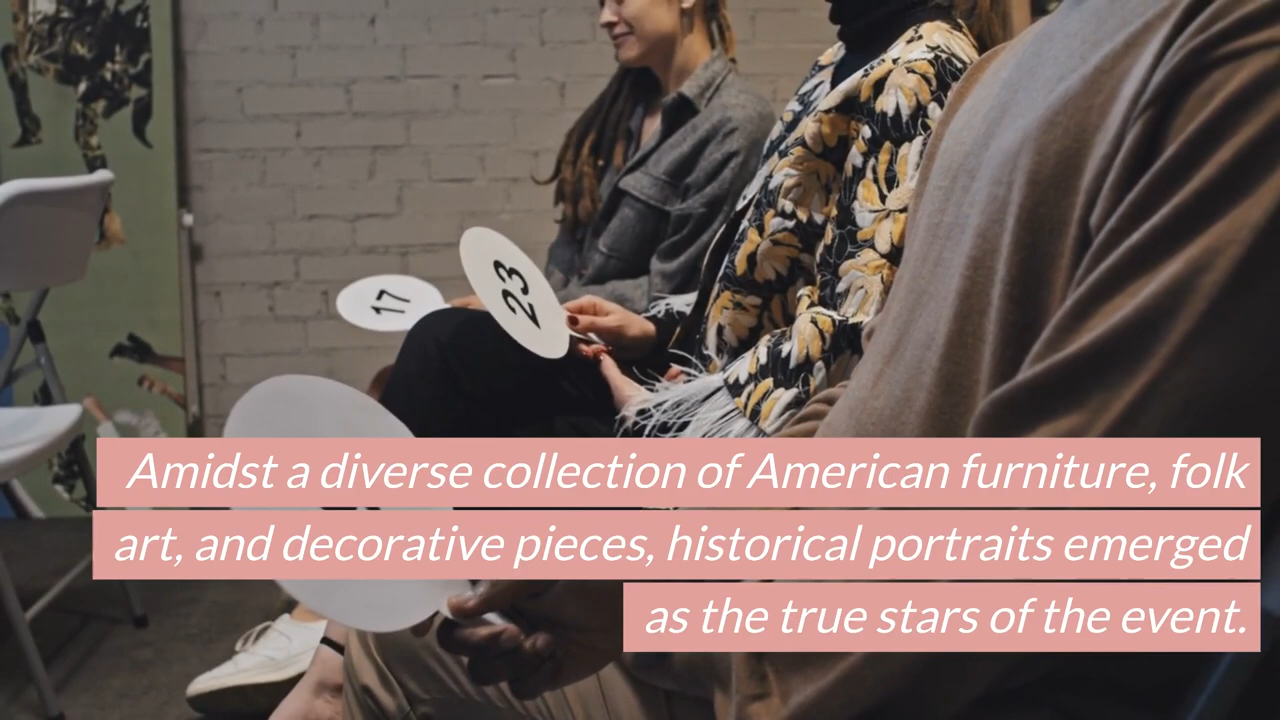 17
23
Amidst a diverse collection of American furniture, folk
art, and decorative pieces, historical portraits emerged
as the true stars of the event.